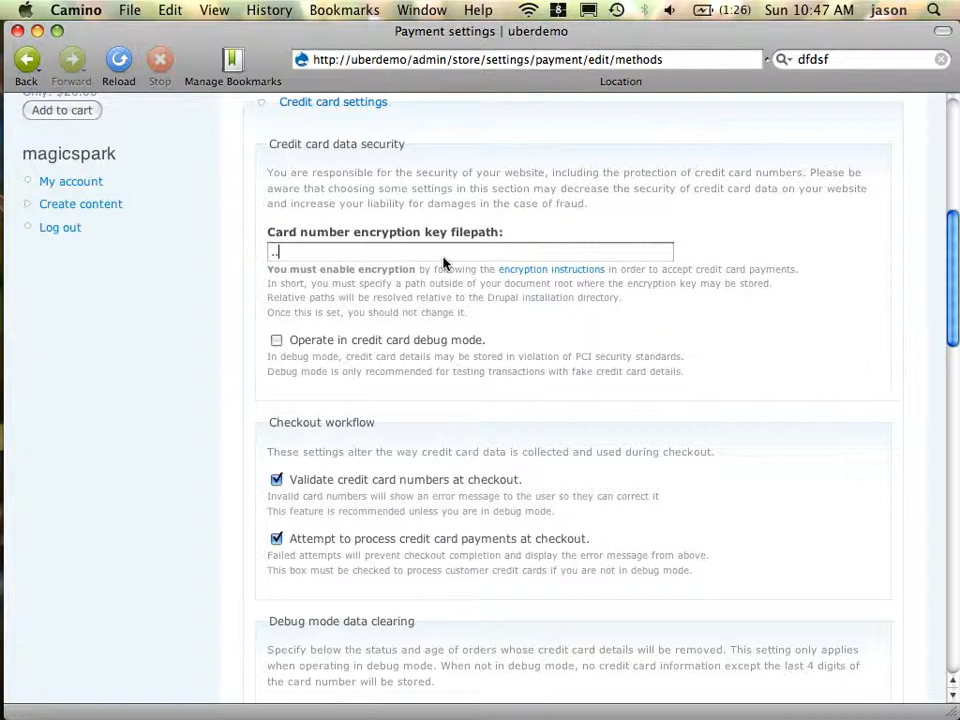 Camino File Edit View History Bookmarks Window Help 8 (1:26) Sun 10:47 AM jason
Payment settings | uberdemo
http://uberdemo/admin/store/settings/payment/edit/methods
dfdsf
Back Forward Reload Stop Manage Bookmarks Location
Add to cart
magicspark
My account
Create content
Log out
Credit card settings
Credit card data security
You are responsible for the security of your website, including the protection of credit card numbers. Please be
aware that choosing some settings in this section may decrease the security of credit card data on your website
and increase your liability for damages in the case of fraud.
Card number encryption key filepath:
..
You must enable encryption by following the encryption instructions in order to accept credit card payments.
In short, you must specify a path outside of your document root where the encryption key may be stored.
Relative paths will be resolved relative to the Drupal installation directory.
Once this is set, you should not change it.
Operate in credit card debug mode.
In debug mode, credit card details may be stored in violation of PCI security standards.
Debug mode is only recommended for testing transactions with fake credit card details.
Checkout workflow
These settings alter the way credit card data is collected and used during checkout.
Validate credit card numbers at checkout.
Invalid card numbers will show an error message to the user so they can correct it
This feature is recommended unless you are in debug mode.
Attempt to process credit card payments at checkout.
Failed attempts will prevent checkout completion and display the error message from above.
This box must be checked to process customer credit cards if you are not in debug mode.
Debug mode data clearing
Specify below the status and age of orders whose credit card details will be removed. This setting only applies
when operating in debug mode. When not in debug mode, no credit card information except the last 4 digits of
the card number will be stored.